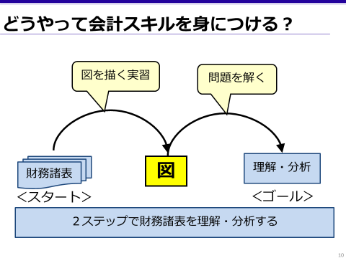 どうやって会計スキルを身につける？
図を描く実習
問題を解く
財務諸表
図
理解・分析
＜スタート＞
＜ゴール＞
２ステップで財務諸表を理解・分析する